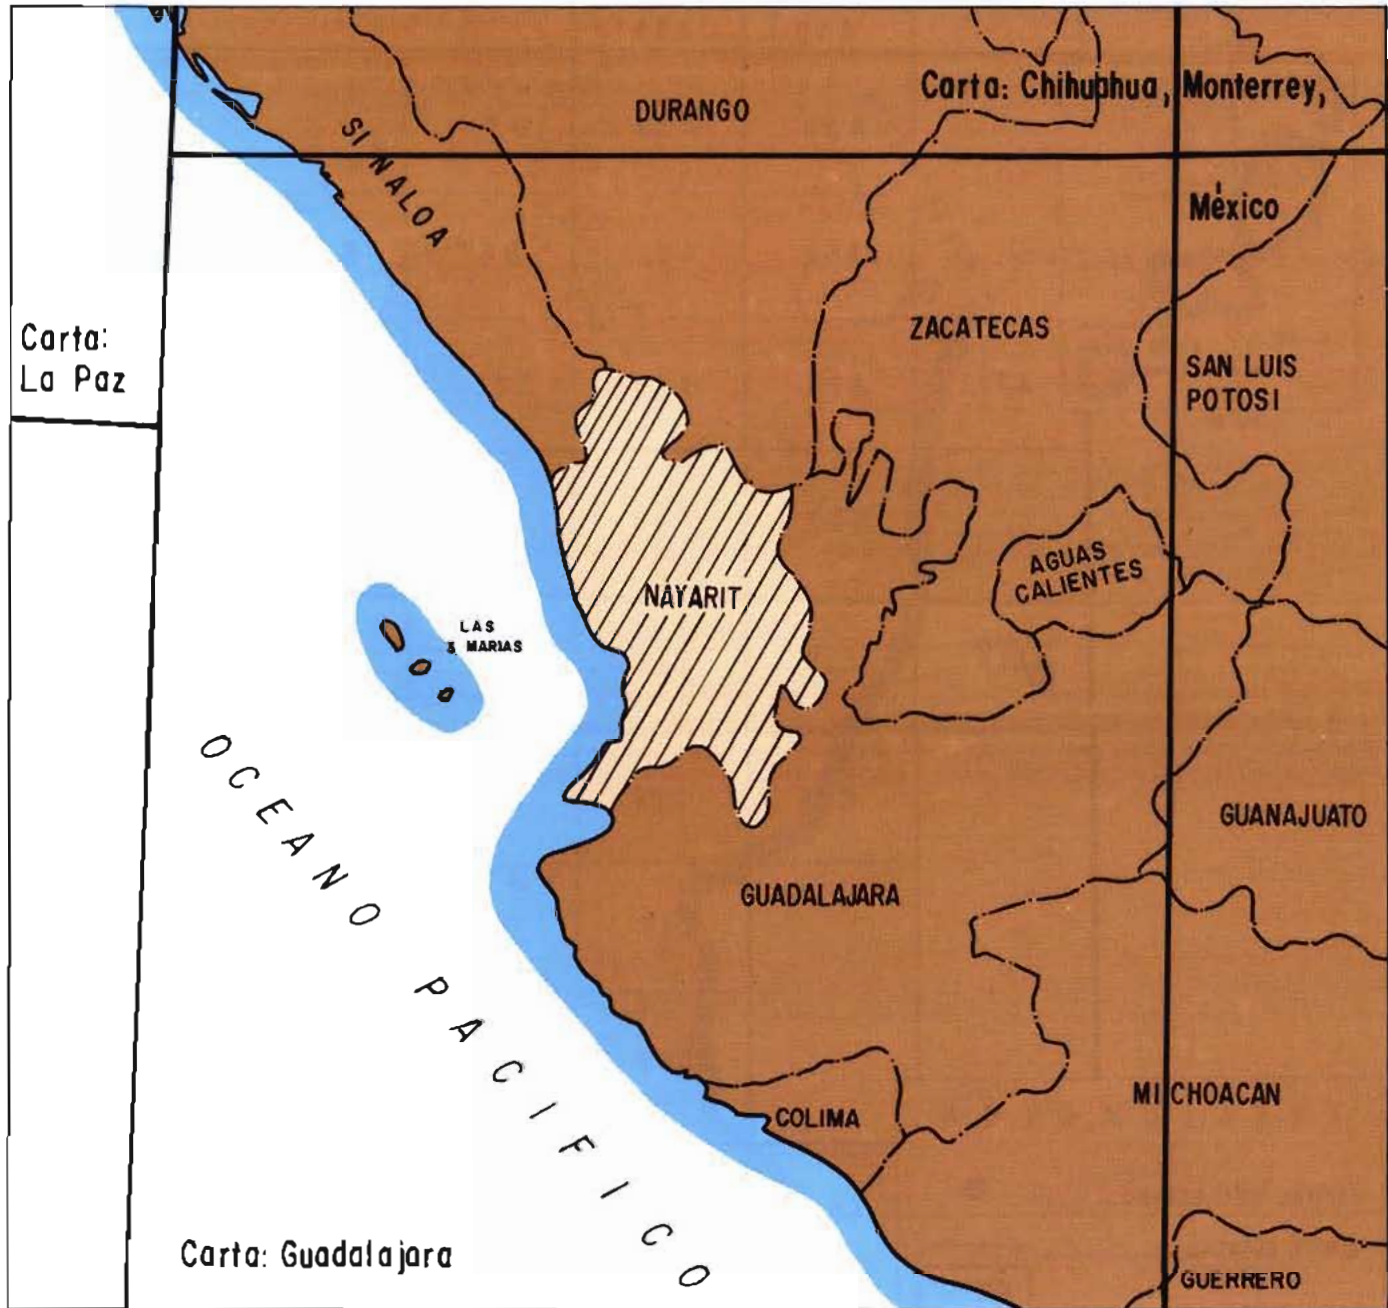 DURANGO
Carta: Chihuahua, Monterrey,
SINALOA
México
Carta:
La Paz
ZACATECAS
SAN LUIS
POTOSI
AGUAS
CALIENTES
NAYARIT
LAS
3 MARIAS
OCEANO PACIFICO
GUANAJUATO
GUADALAJARA
MICHOACAN
COLIMA
Carta: Guadalajara
GUERRERO